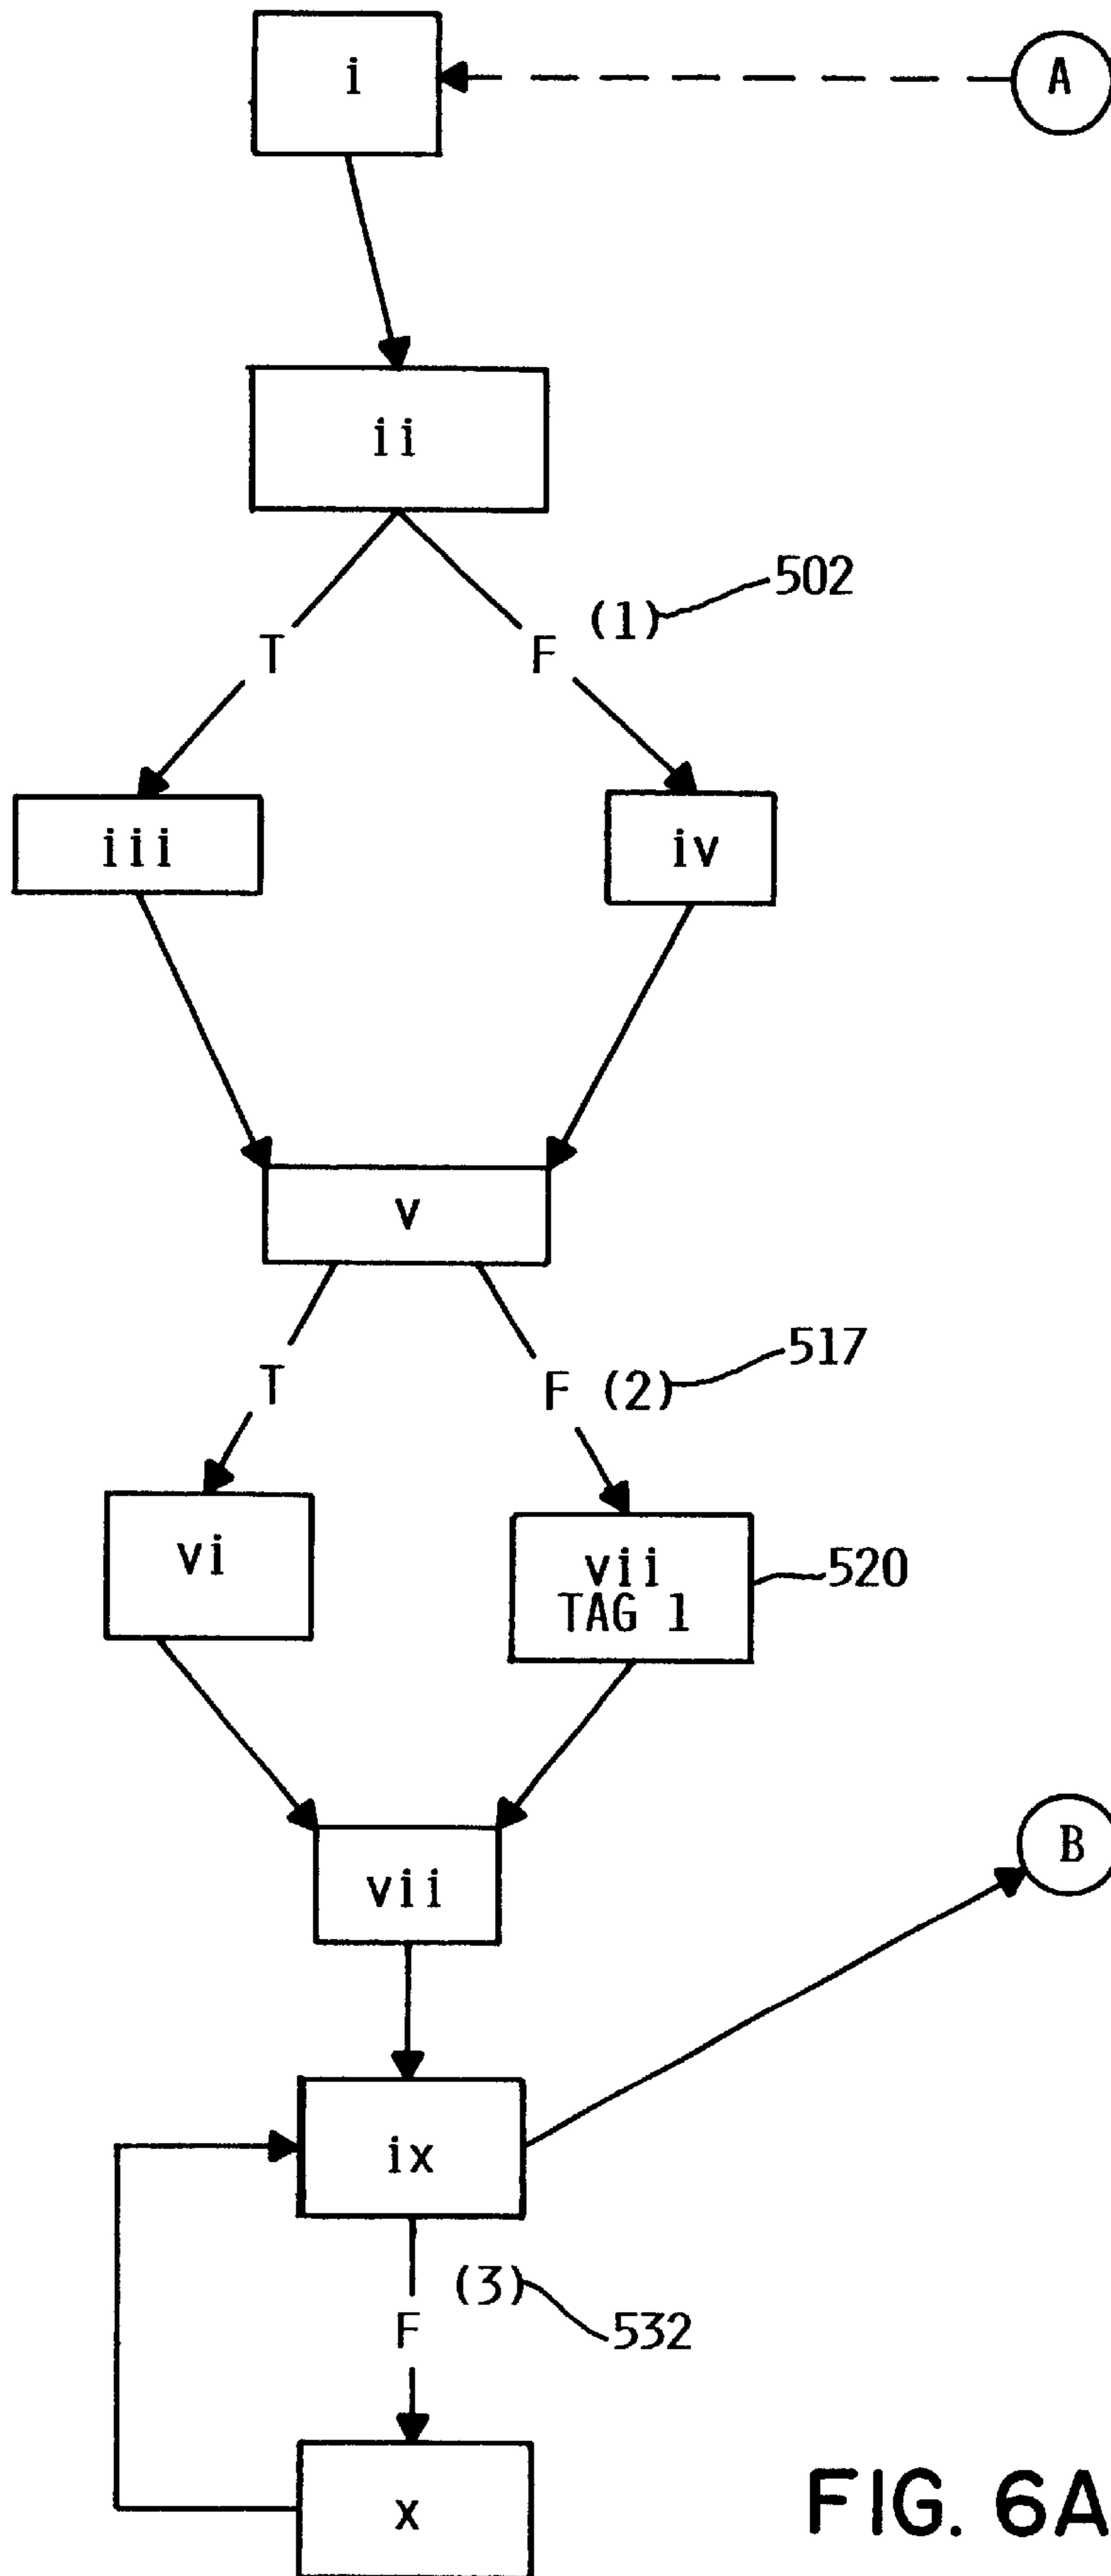 i
A
ii
502
(1)
T
F
iii
iv
v
517
T
F (2)
vi
vii
TAG 1
520
B
vii
ix
(3)
F
532
x
FIG. 6A